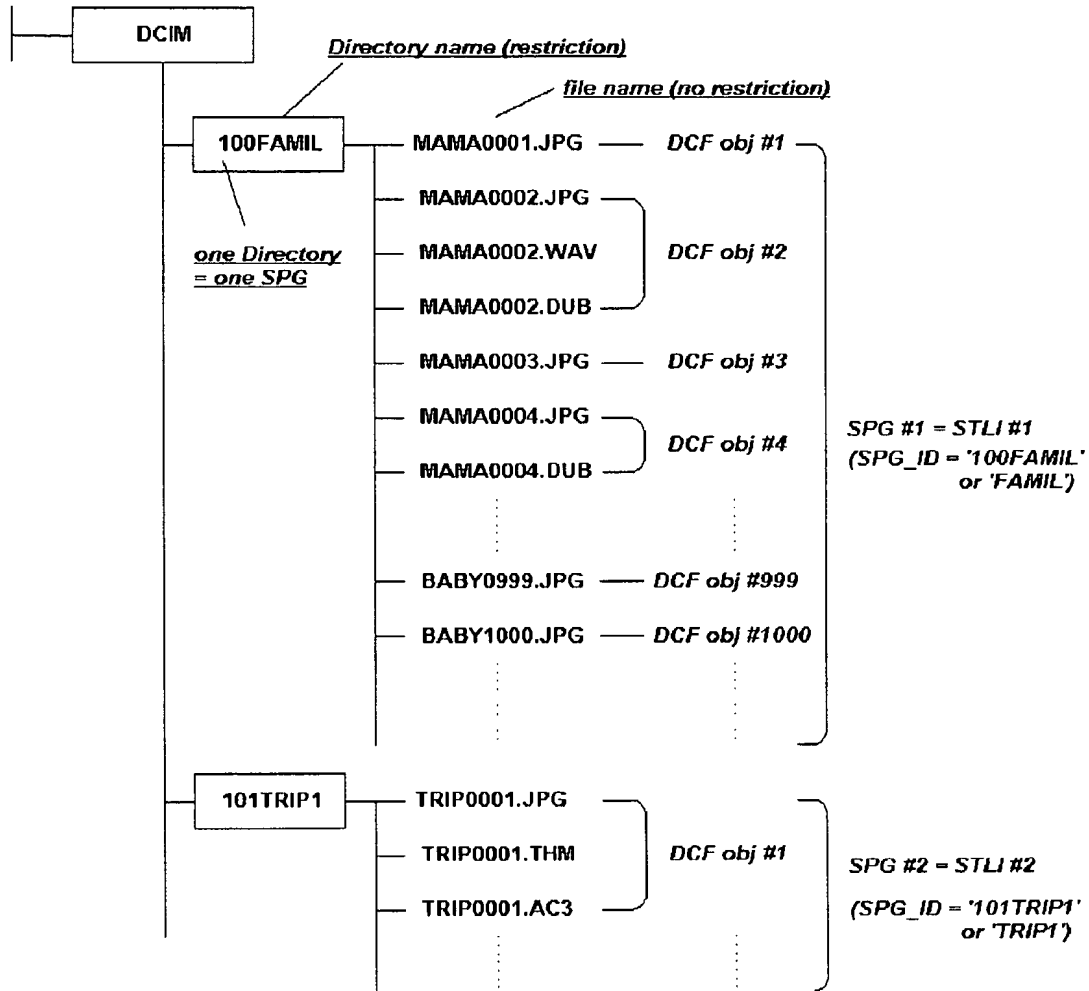 DCIM
Directory name (restriction)
file name (no restriction)
100FAMIL
MAMA0001.JPG
DCF obj #1
MAMA0002.JPG
one Directory
= one SPG
MAMA0002.WAV
DCF obj #2
MAMA0002.DUB
MAMA0003.JPG
DCF obj #3
MAMA0004.JPG
DCF obj #4
MAMA0004.DUB
SPG #1 = STLI #1
(SPG_ID = '100FAMIL'
or 'FAMIL')
BABY0999.JPG
DCF obj #999
BABY1000.JPG
DCF obj #1000
101TRIP1
TRIP0001.JPG
TRIP0001.THM
DCF obj #1
TRIP0001.AC3
SPG #2 = STLI #2
(SPG_ID = '101TRIP1'
or 'TRIP1')